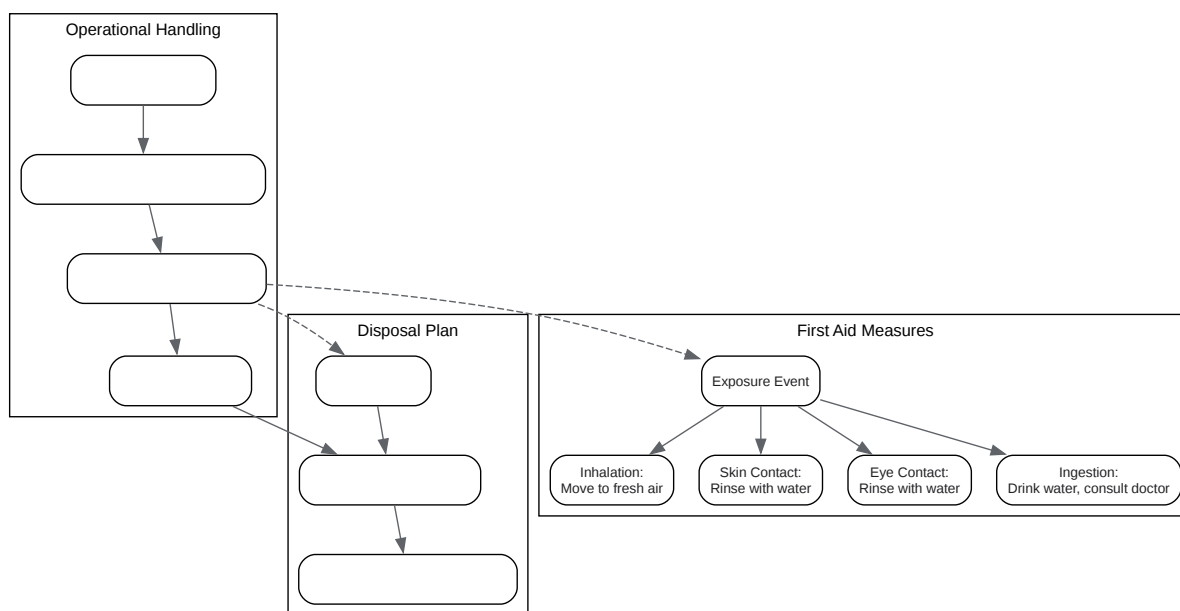 Operational Handling
Disposal Plan
First Aid Measures
Exposure Event
Inhalation:
Move to fresh air
Skin Contact:
Rinse with water
Eye Contact:
Rinse with water
Ingestion:
Drink water, consult doctor